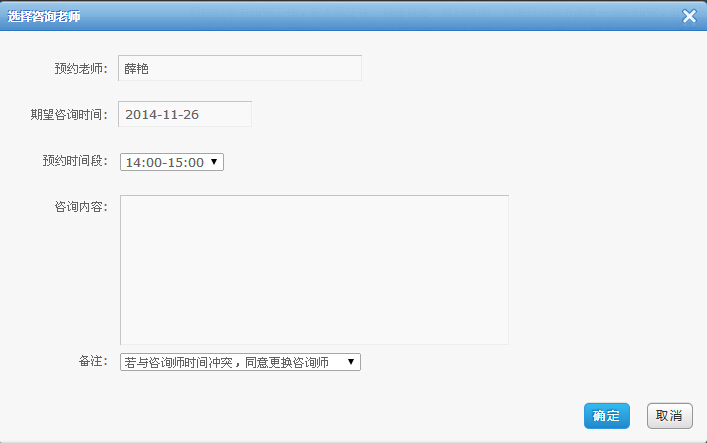 选择咨询老师
预约老师: 薛艳
期望咨询时间: 2014-11-26
预约时间段: 14:00-15:00
咨询内容:
备注: 若与咨询师时间冲突，同意更换咨询师
确定 取消